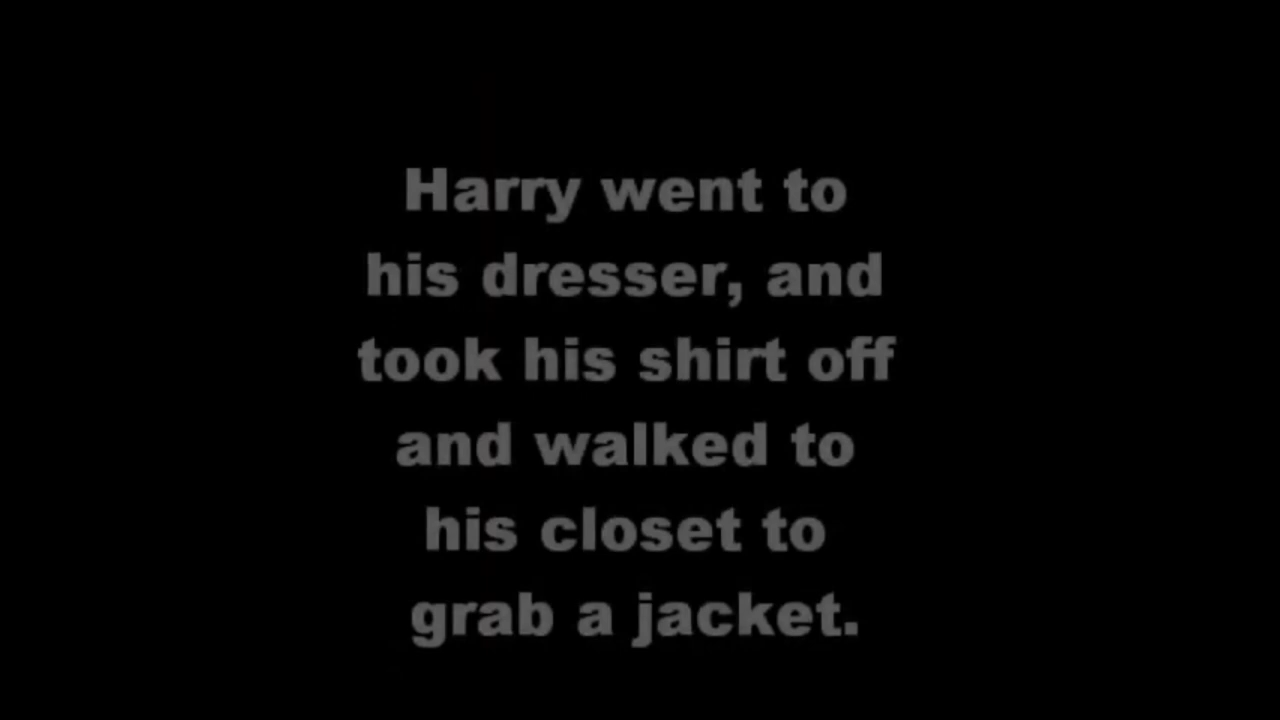 Harry went to
his dresser, and
took his shirt off
and walked to
his closet to
grab a jacket.